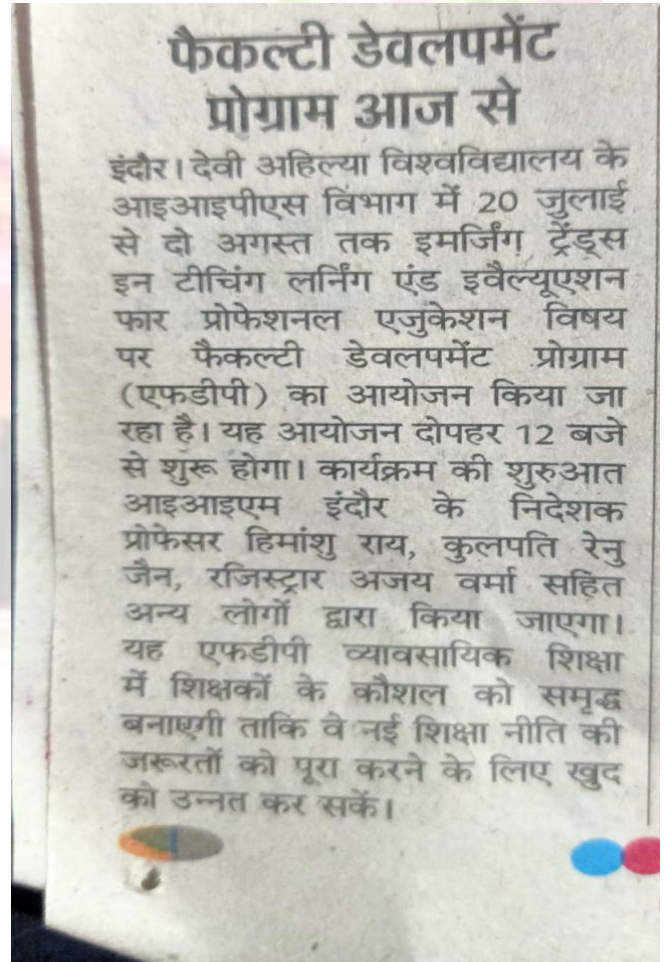 फैकल्टी डेवलपमेंट
प्रोग्राम आज से
इंदौर। देवी अहिल्या विश्वविद्यालय के
आइआइपीएस विभाग में 20 जुलाई
से दो अगस्त तक इमर्जिंग ट्रेंड्स
इन टीचिंग लर्निंग एंड इवैल्यूएशन
फार प्रोफेशनल एजुकेशन विषय
पर फैकल्टी डेवलपमेंट प्रोग्राम
(एफडीपी) का आयोजन किया जा
रहा है। यह आयोजन दोपहर 12 बजे
से शुरू होगा। कार्यक्रम की शुरुआत
आइआइएम इंदौर के निदेशक
प्रोफेसर हिमांशु राय, कुलपति रेनु
जैन, रजिस्ट्रार अजय वर्मा सहित
अन्य लोगों द्वारा किया जाएगा।
यह एफडीपी व्यावसायिक शिक्षा
में शिक्षकों के कौशल को समृद्ध
बनाएगी ताकि वे नई शिक्षा नीति की
जरूरतों को पूरा करने के लिए खुद
को उन्नत कर सकें।